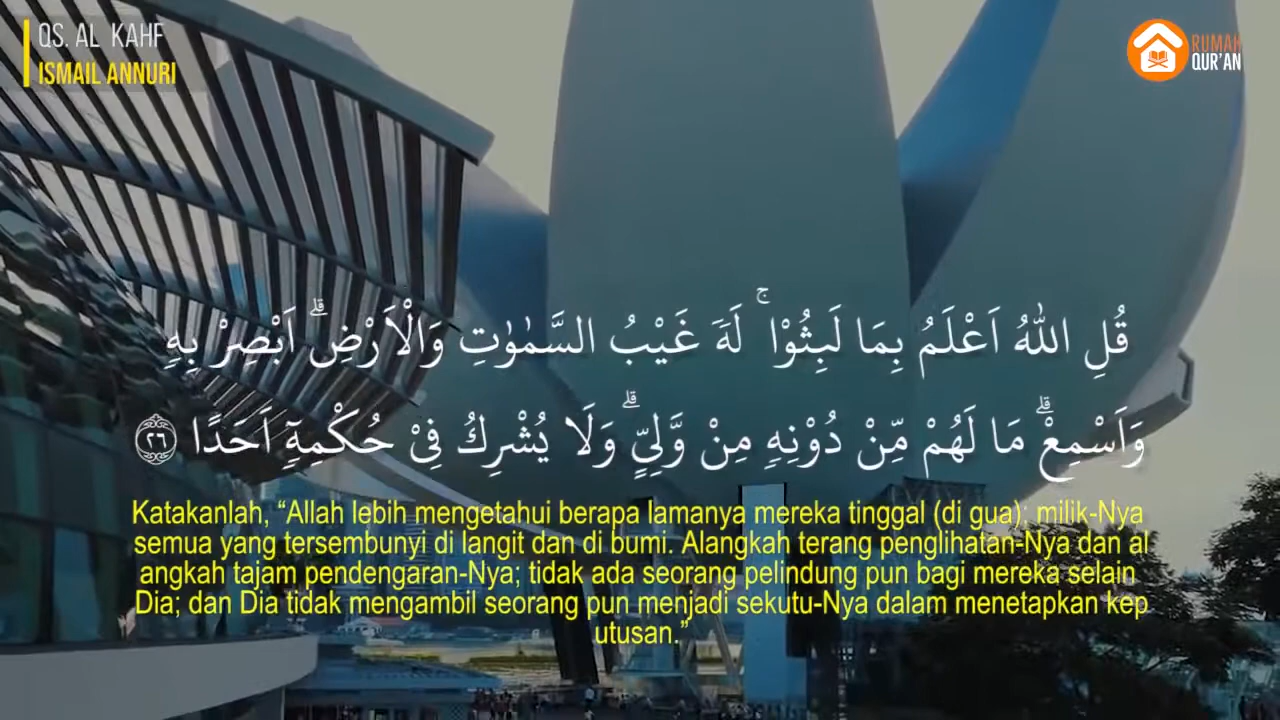 QS. AL KAHF
ISMAIL ANNURI
RUMAH
QUR'AN
قُلِ اللّٰهُ اَعْلَمُ بِمَا لَبِثُوْا ۚ لَهٗ غَيْبُ السَّمٰوٰتِ وَالْاَرْضِۗ اَبْصِرْ بِهٖ
وَاَسْمِعْۗ مَا لَهُمْ مِّنْ دُوْنِهٖ مِنْ وَّلِيٍّۗ وَلَا يُشْرِكُ فِيْ حُكْمِهٖٓ اَحَدًا ٢٦
Katakanlah, “Allah lebih mengetahui berapa lamanya mereka tinggal (di gua); milik-Nya
semua yang tersembunyi di langit dan di bumi. Alangkah terang penglihatan-Nya dan al
angkah tajam pendengaran-Nya; tidak ada seorang pelindung pun bagi mereka selain
Dia; dan Dia tidak mengambil seorang pun menjadi sekutu-Nya dalam menetapkan kep
utusan.”